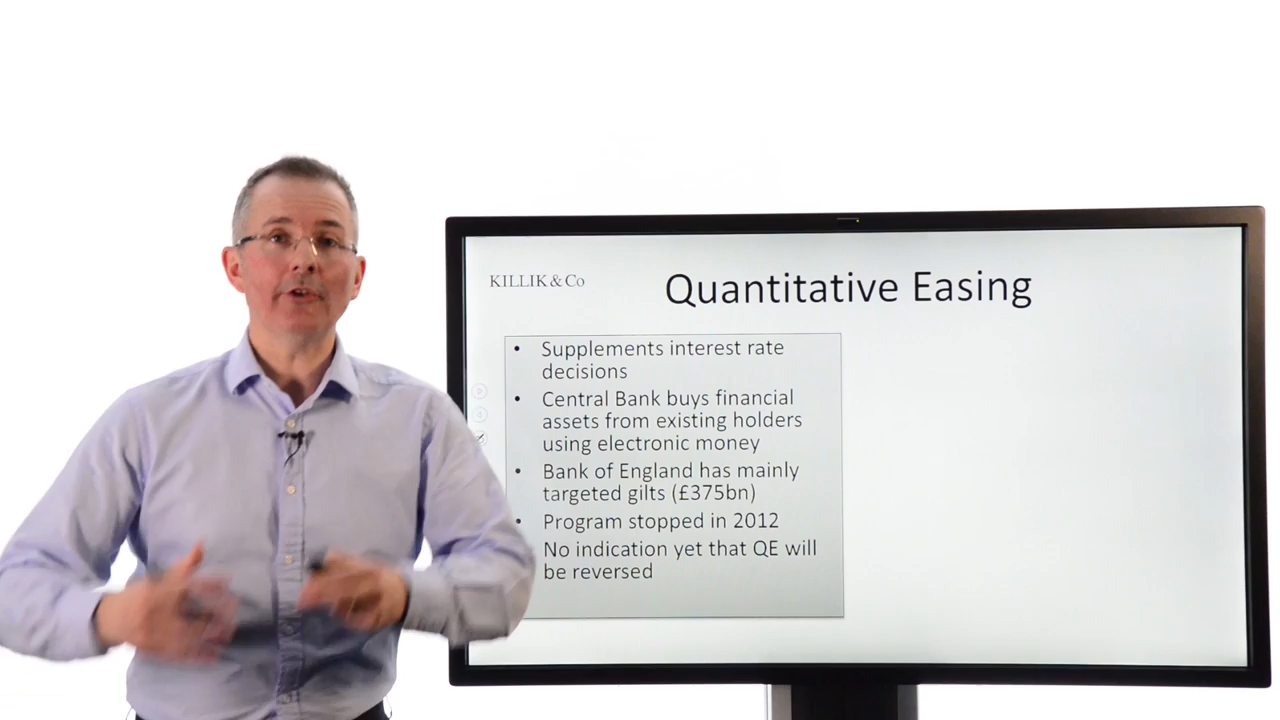 KILLIK & Co
Quantitative Easing
• Supplements interest rate
decisions
• Central Bank buys financial
assets from existing holders
using electronic money
• Bank of England has mainly
targeted gilts (£375bn)
• Program stopped in 2012
No indication yet that QE will
be reversed